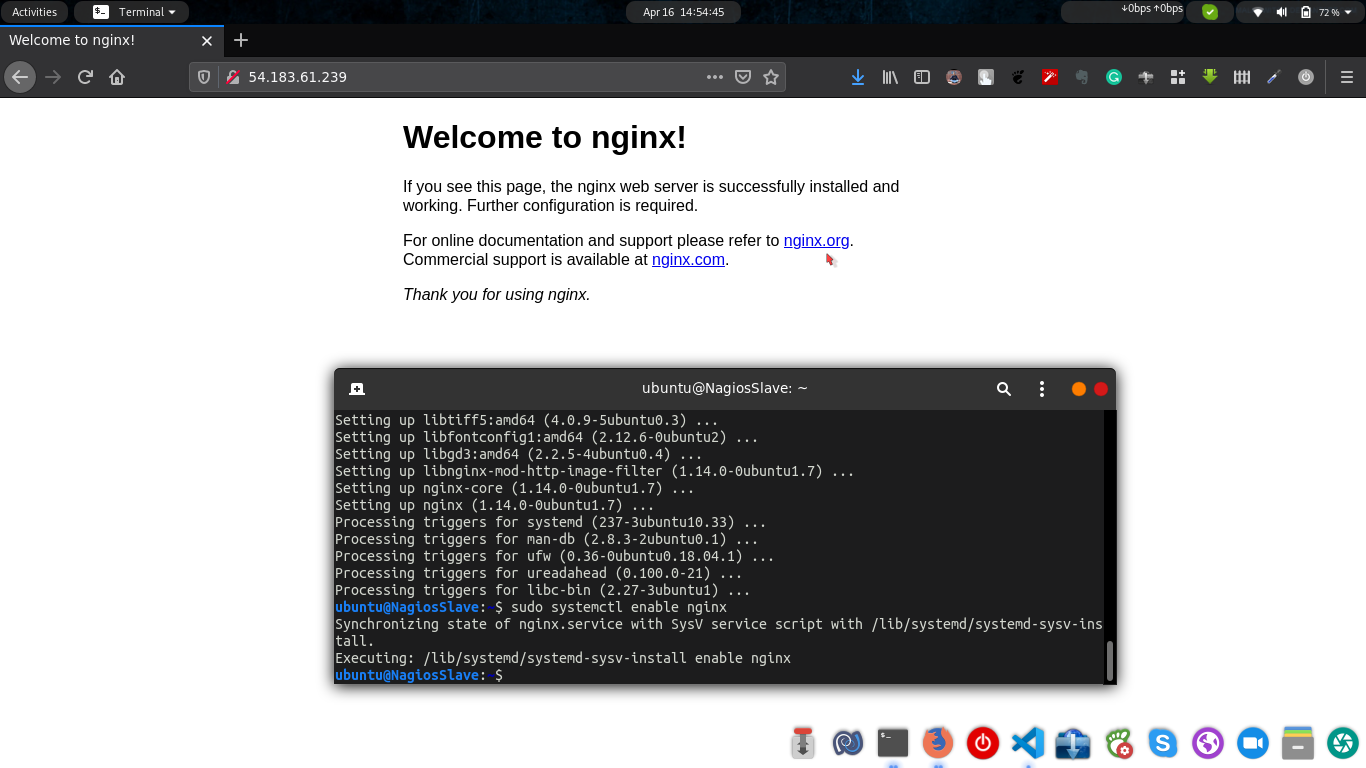 Activities
Terminal
Apr 16 14:54:45
↓0bps ↑0bps
72 %
Welcome to nginx!
54.183.61.239
Welcome to nginx!
If you see this page, the nginx web server is successfully installed and
working. Further configuration is required.
For online documentation and support please refer to nginx.org.
Commercial support is available at nginx.com.
Thank you for using nginx.
ubuntu@NagiosSlave: ~
Setting up libtiff5:amd64 (4.0.9-5ubuntu0.3) ...
Setting up libfontconfig1:amd64 (2.12.6-0ubuntu2) ...
Setting up libgd3:amd64 (2.2.5-4ubuntu0.4) ...
Setting up libnginx-mod-http-image-filter (1.14.0-0ubuntu1.7) ...
Setting up nginx-core (1.14.0-0ubuntu1.7) ...
Setting up nginx (1.14.0-0ubuntu1.7) ...
Processing triggers for systemd (237-3ubuntu10.33) ...
Processing triggers for man-db (2.8.3-2ubuntu0.1) ...
Processing triggers for ufw (0.36-0ubuntu0.18.04.1) ...
Processing triggers for ureadahead (0.100.0-21) ...
Processing triggers for libc-bin (2.27-3ubuntu1) ...
ubuntu@NagiosSlave:~$ sudo systemctl enable nginx
Synchronizing state of nginx.service with SysV service script with /lib/systemd/systemd-sysv-ins
tall.
Executing: /lib/systemd/systemd-sysv-install enable nginx
ubuntu@NagiosSlave:~$